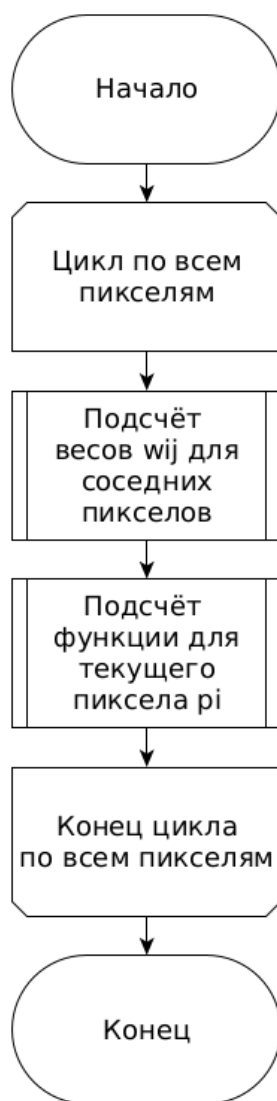 Начало
Цикл по всем
пикселям
Подсчёт
весов wij для
соседних
пикселов
Подсчёт
функции для
текущего
пиксела pi
Конец цикла
по всем пикселям
Конец